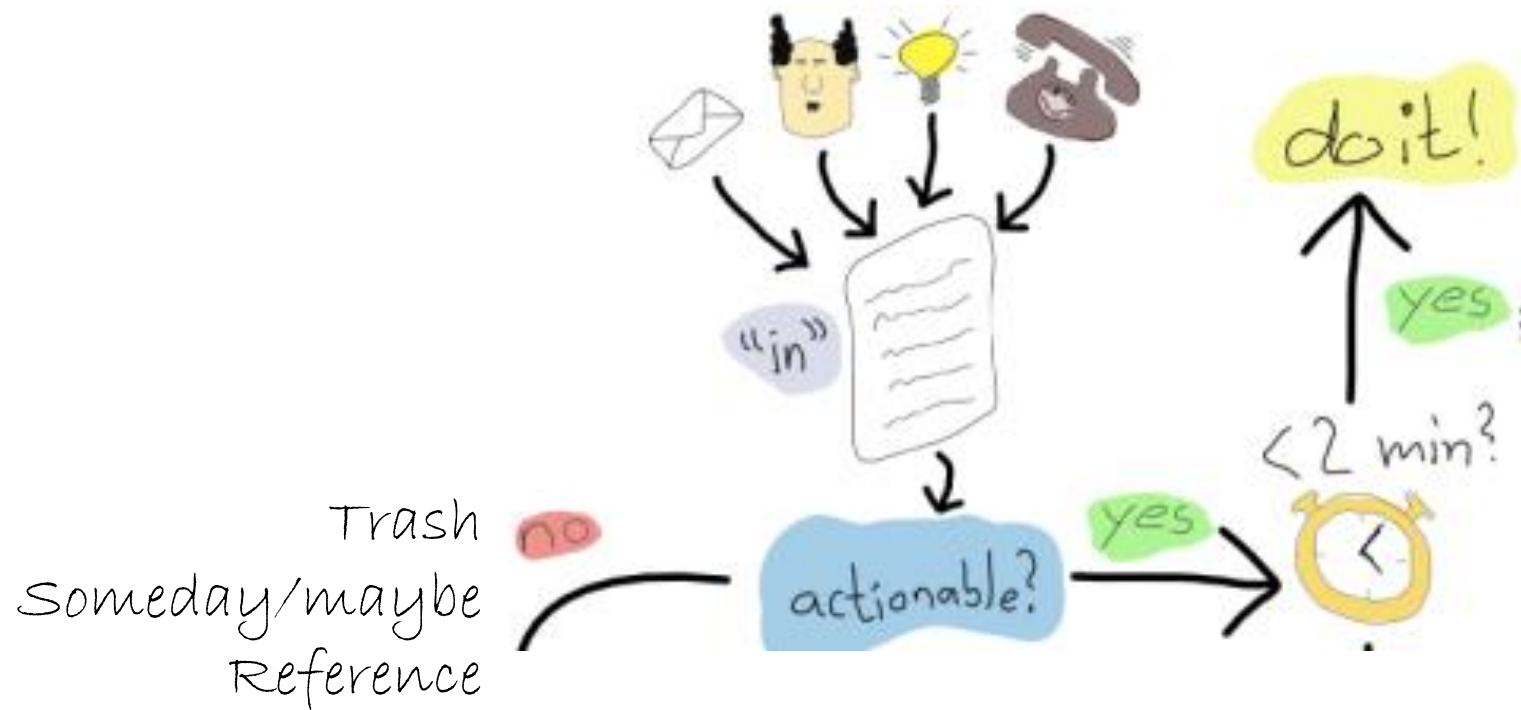 do it!
yes
“in”
<2 min?
Trash
no
yes
Someday/maybe
actionable?
Reference